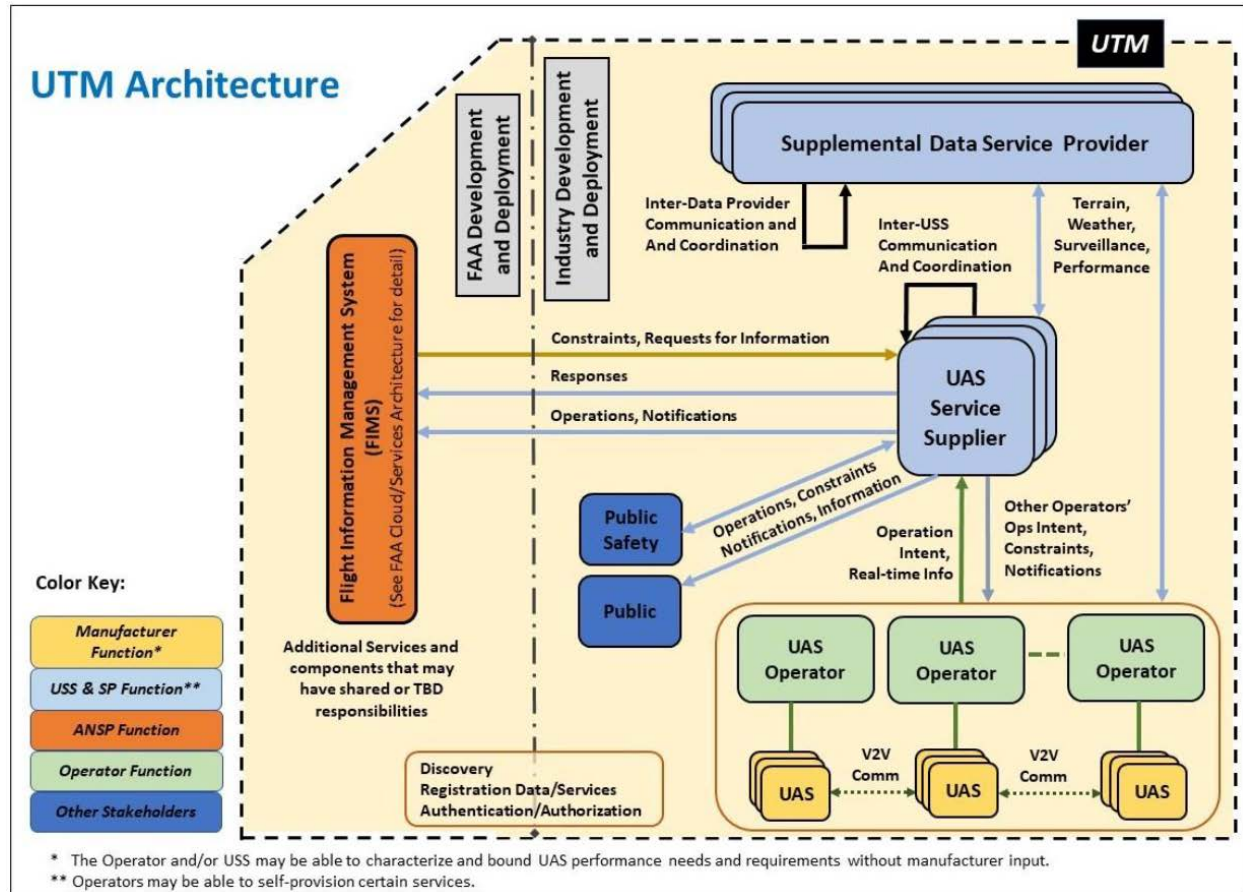 UTM Architecture
UTM
FAA Development
and Deployment
Industry Development
and Deployment
Supplemental Data Service Provider
Inter-Data Provider
Communication and
And Coordination
Inter-USS
Communication
And Coordination
Terrain,
Weather,
Surveillance,
Performance
Flight Information Management System
(FIMS)
(See FAA Cloud/Services Architecture for detail)
Constraints, Requests for Information
Responses
Operations, Notifications
UAS
Service
Supplier
Operations, Constraints
Notifications, Information
Public
Safety
Public
Operation
Intent,
Real-time Info
Other Operators’
Ops Intent,
Constraints,
Notifications
UAS
Operator
UAS
Operator
UAS
Operator
V2V
Comm
V2V
Comm
UAS
UAS
UAS
Additional Services and
components that may
have shared or TBD
responsibilities
Discovery
Registration Data/Services
Authentication/Authorization
Color Key:
Manufacturer
Function*
USS & SP Function**
ANSP Function
Operator Function
Other Stakeholders
* The Operator and/or USS may be able to characterize and bound UAS performance needs and requirements without manufacturer input.
** Operators may be able to self-provision certain services.